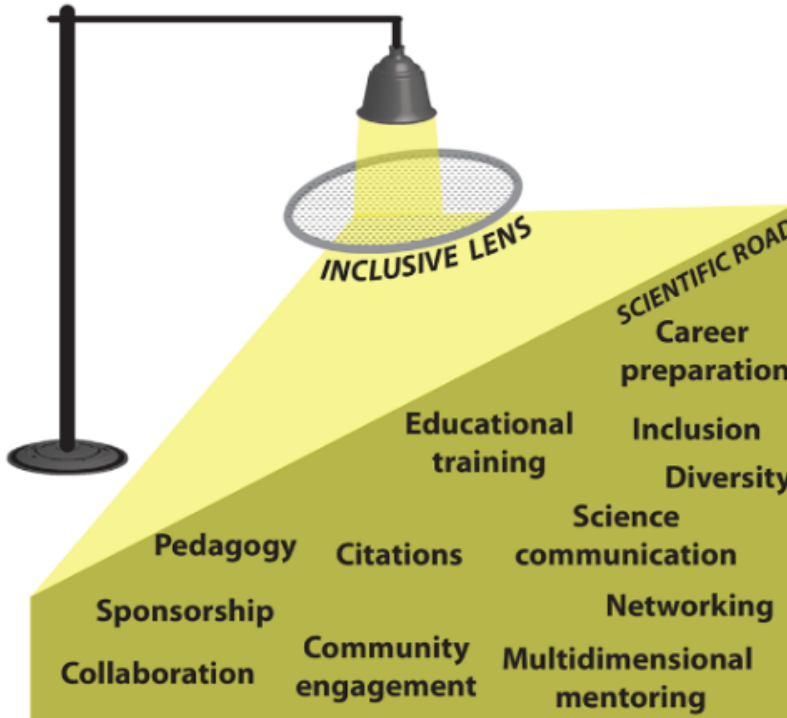 INCLUSIVE LENS
SCIENTIFIC ROAD
Career
preparation
Educational
training
Inclusion
Diversity
Science
communication
Pedagogy
Citations
Sponsorship
Networking
Community
engagement
Collaboration
Multidimensional
mentoring